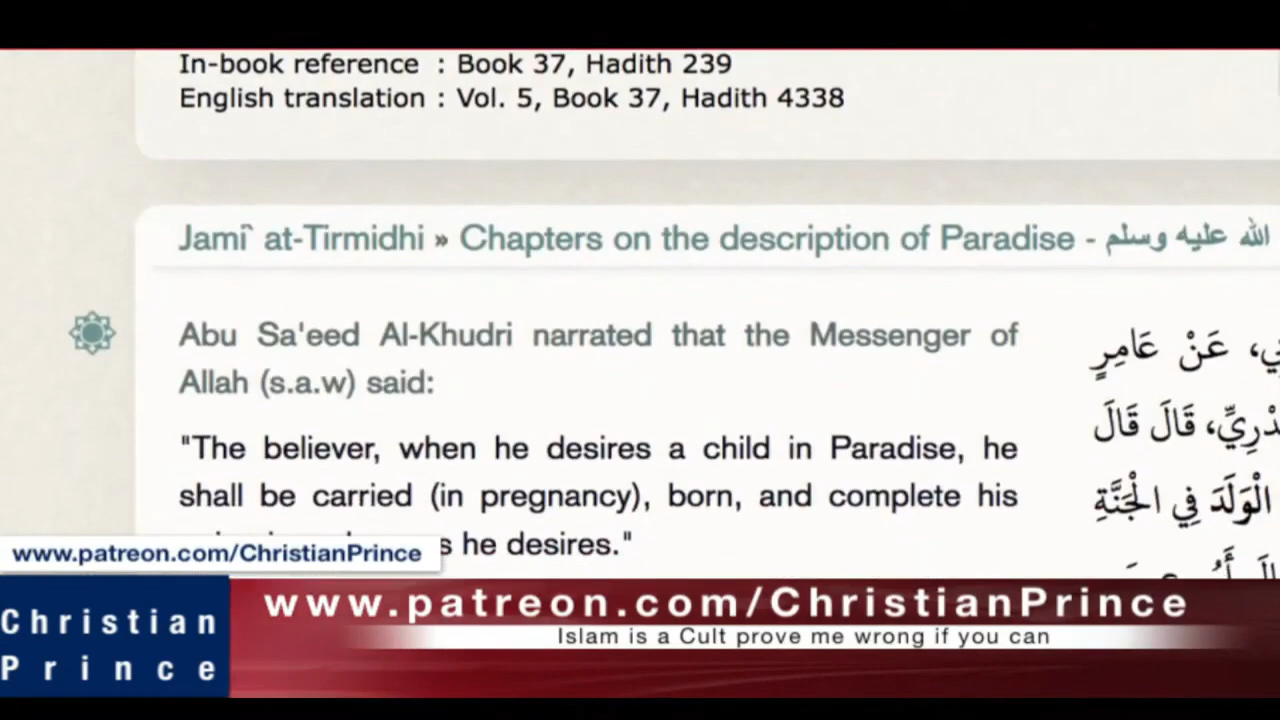 In-book reference : Book 37, Hadith 239
English translation : Vol. 5, Book 37, Hadith 4338
Jami` at-Tirmidhi » Chapters on the description of Paradise - الله عليه وسلم
Abu Sa'eed Al-Khudri narrated that the Messenger of
عَنْ عَامِرٍ
Allah (s.a.w) said:
قَالَ قَالَ
"The believer, when he desires a child in Paradise, he
shall be carried (in pregnancy), born, and complete his
الْوَلَدَ فِي الْجَنَّةِ
he desires."
www.patreon.com/ChristianPrince
www.patreon.com/ChristianPrince
Islam is a Cult prove me wrong if you can
Christian
Prince